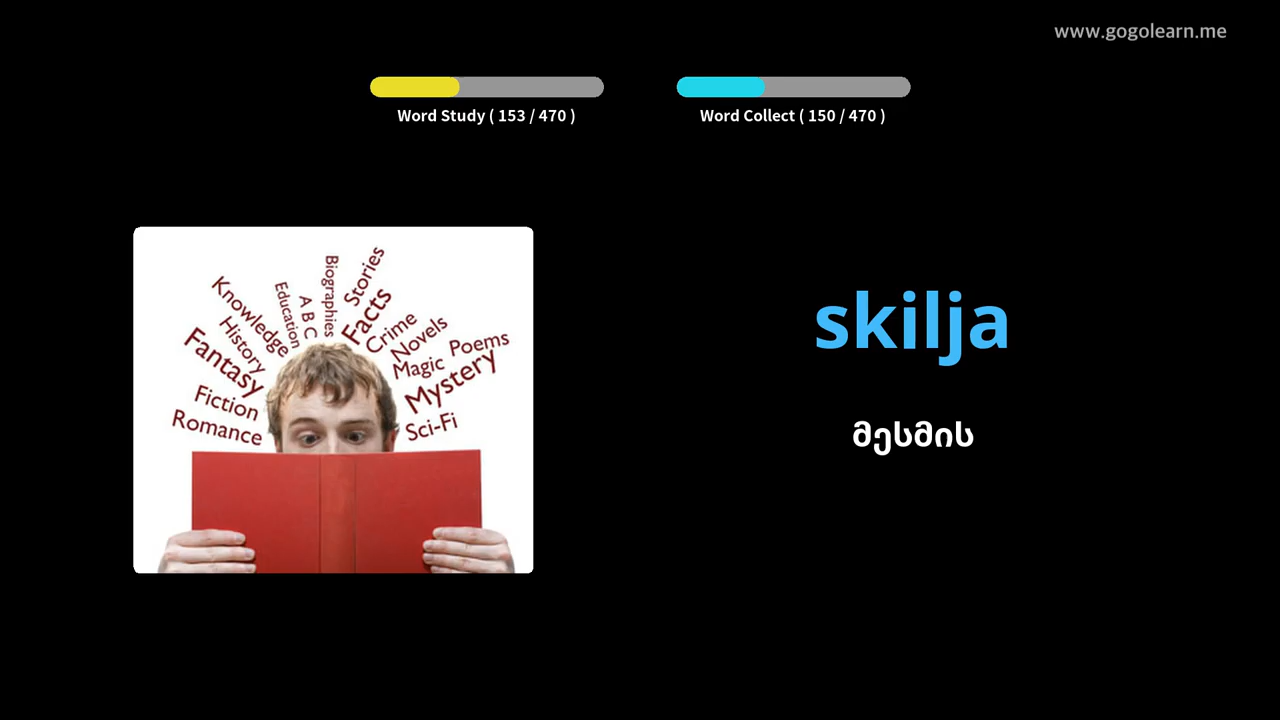 www.gogolearn.me
Word Study ( 153 / 470 )
Word Collect ( 150 / 470 )
Biographies
Stories
Education
A B C
Facts
Knowledge
Crime
History
Novels
Poems
Fantasy
Magic
Mystery
Fiction
Romance
Sci-Fi
skilja
მესმის